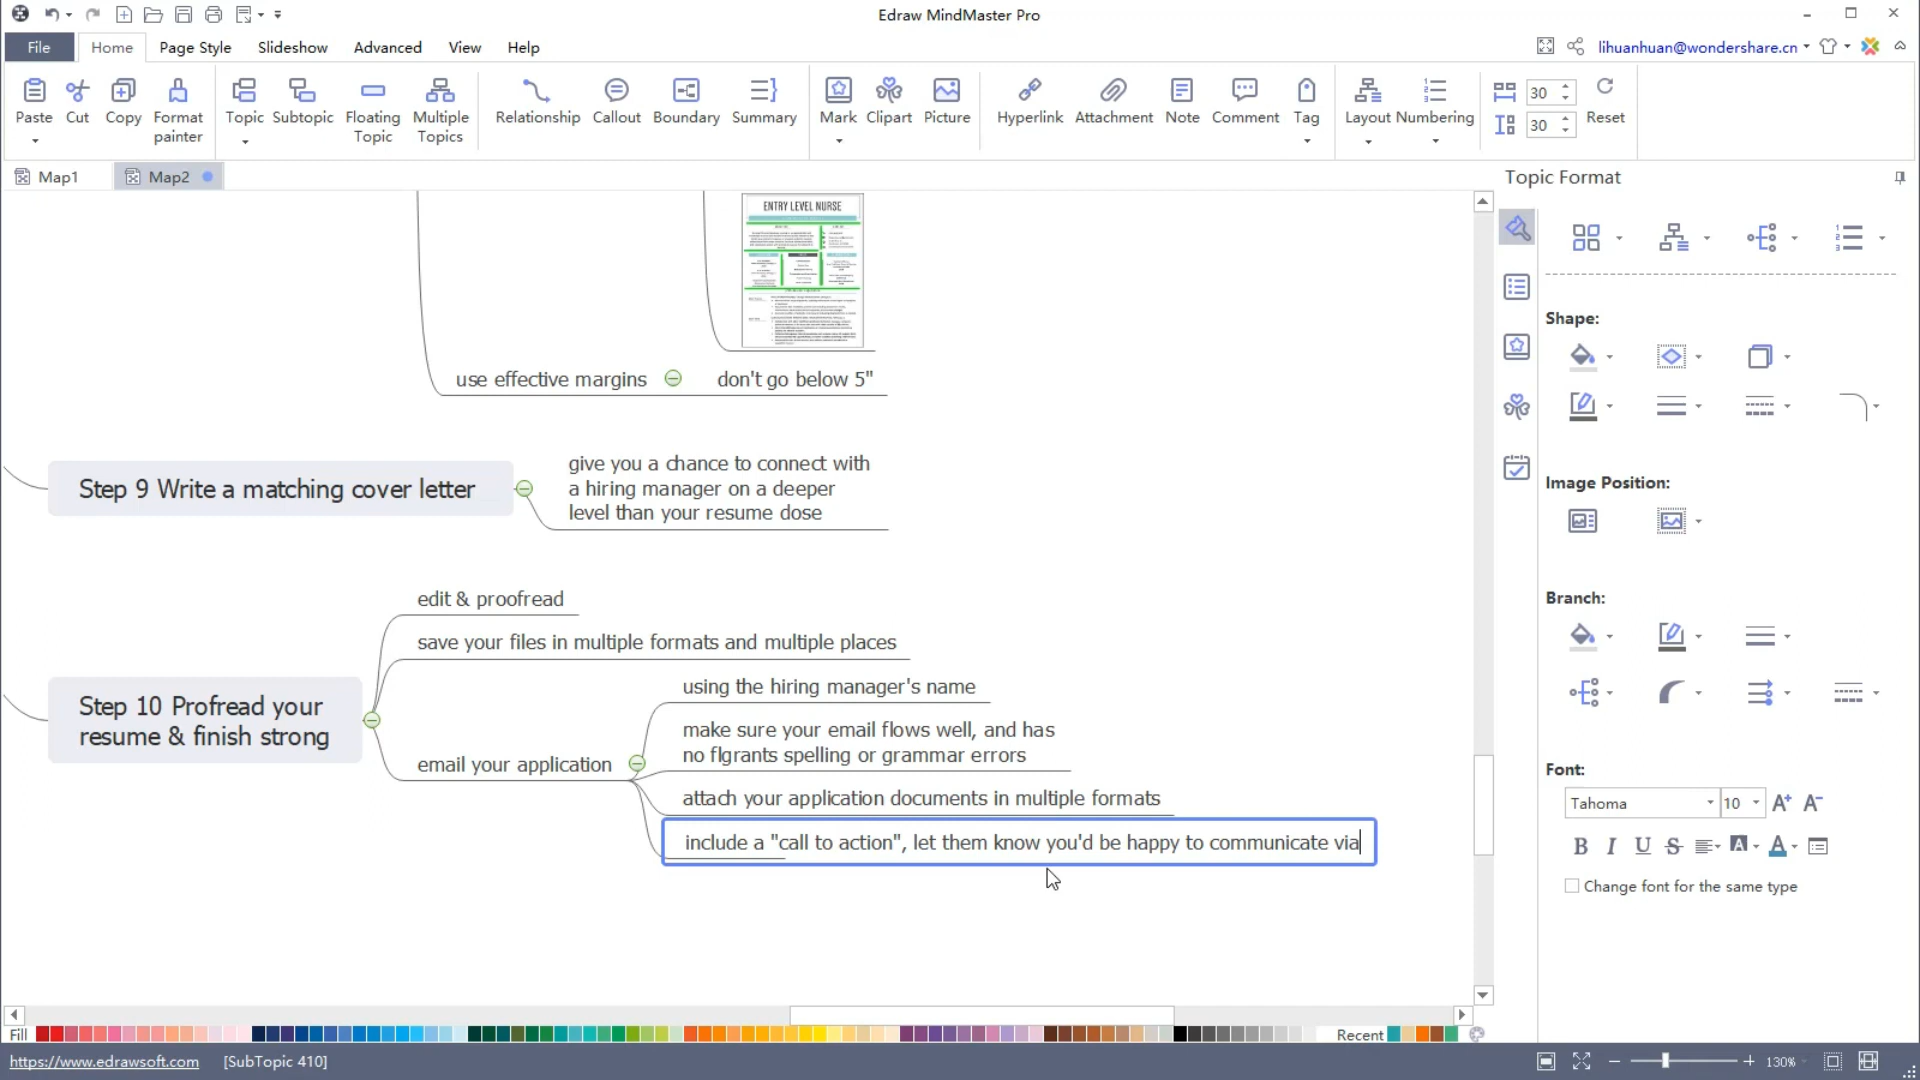 Edraw MindMaster Pro
File Home Page Style Slideshow Advanced View Help lihuanhuan@wondershare.cn
Paste Cut Copy Format painter Topic Subtopic Floating Topic Multiple Topics Relationship Callout Boundary Summary Mark Clipart Picture Hyperlink Attachment Note Comment Tag Layout Numbering 30 30 Reset
Map1 Map2
Topic Format
ENTRY LEVEL NURSE
use effective margins
don't go below 5"
Step 9 Write a matching cover letter
give you a chance to connect with
a hiring manager on a deeper
level than your resume dose
Step 10 Profread your
resume & finish strong
edit & proofread
save your files in multiple formats and multiple places
email your application
using the hiring manager's name
make sure your email flows well, and has
no flgrants spelling or grammar errors
attach your application documents in multiple formats
include a "call to action", let them know you'd be happy to communicate via
Shape:
Image Position:
Branch:
Font:
Tahoma 10 A+ A-
B I U S A A
Change font for the same type
Fill Recent
https://www.edrawsoft.com [SubTopic 410] 130%